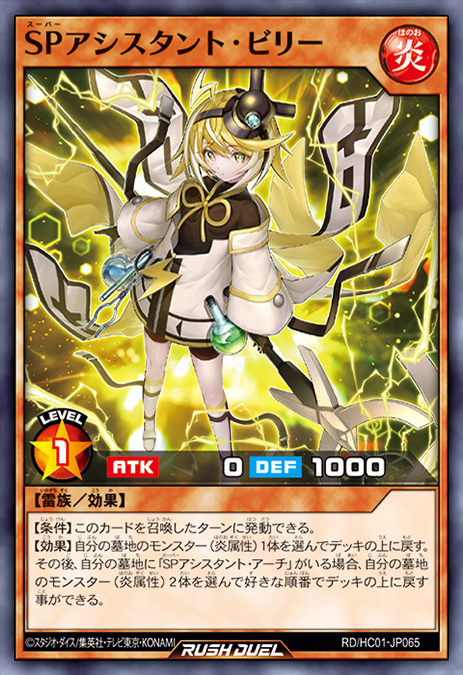 スーパー
SPアシスタント・ビリー
ほのお
炎
LEVEL
1
ATK 0 DEF 1000
【雷族／効果】
【条件】このカードを召喚したターンに発動できる。
【効果】自分の墓地のモンスター（炎属性）1体を選んでデッキの上に戻す。
その後、自分の墓地に「SPアシスタント・アーチ」がいる場合、自分の墓地
のモンスター（炎属性）2体を選んで好きな順番でデッキの上に戻す
事ができる。
©スタジオ・ダイス/集英社・テレビ東京・KONAMI
RUSH DUEL
RD/HC01-JP065